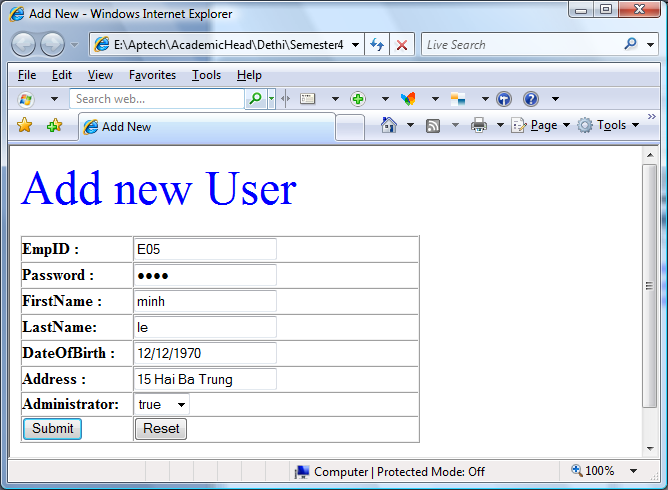 Add New - Windows Internet Explorer
E:\Aptech\AcademicHead\Dethi\Semester4
Live Search
File Edit View Favorites Tools Help
Search web...
Add New
Page Tools
Add new User
EmpID : E05
Password : ●●●●
FirstName : minh
LastName: le
DateOfBirth : 12/12/1970
Address : 15 Hai Ba Trung
Administrator: true
Submit Reset
Computer | Protected Mode: Off 100%